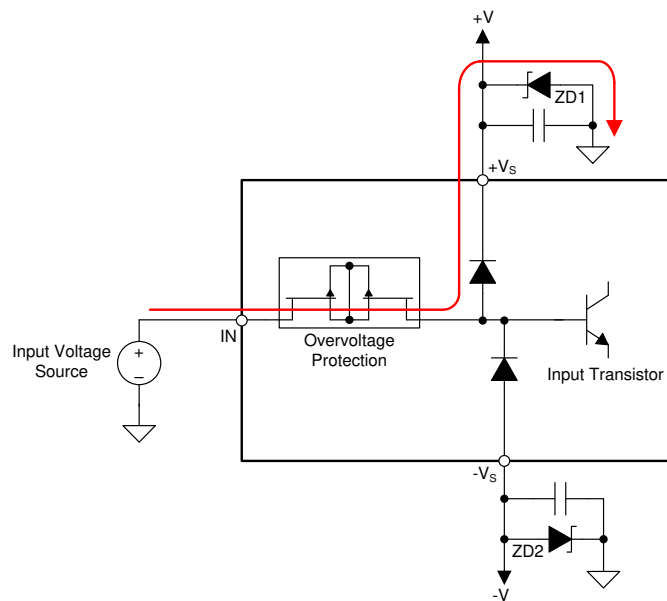 +V
ZD1
+VS
IN
Overvoltage
Protection
Input Voltage
Source
+
−
Input Transistor
-VS
ZD2
-V